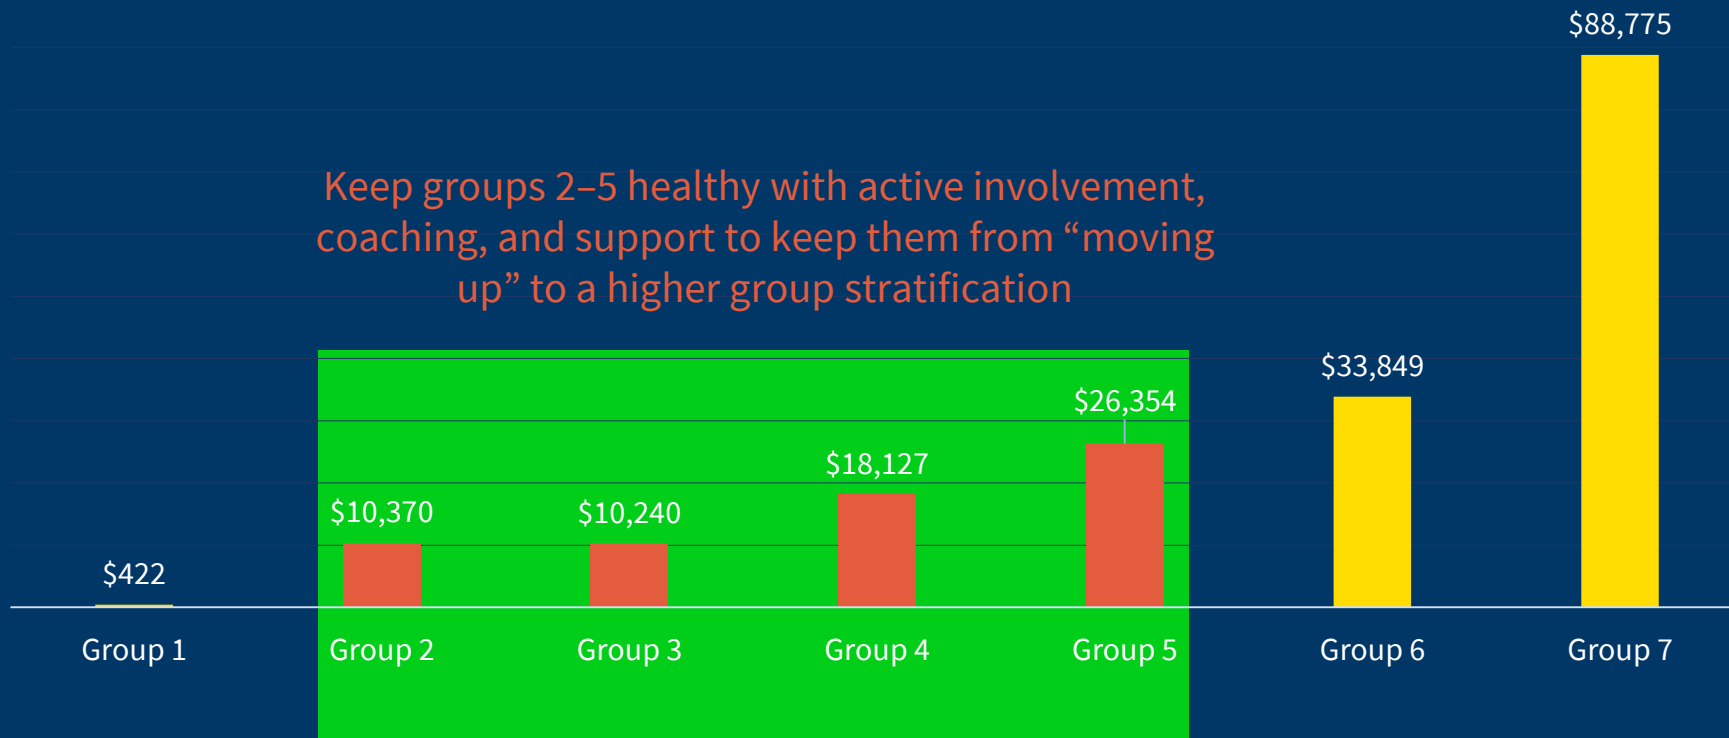 $88,775
Keep groups 2–5 healthy with active involvement,
coaching, and support to keep them from “moving
up” to a higher group stratification
$33,849
$26,354
$18,127
$10,370
$10,240
$422
Group 1
Group 2
Group 3
Group 4
Group 5
Group 6
Group 7